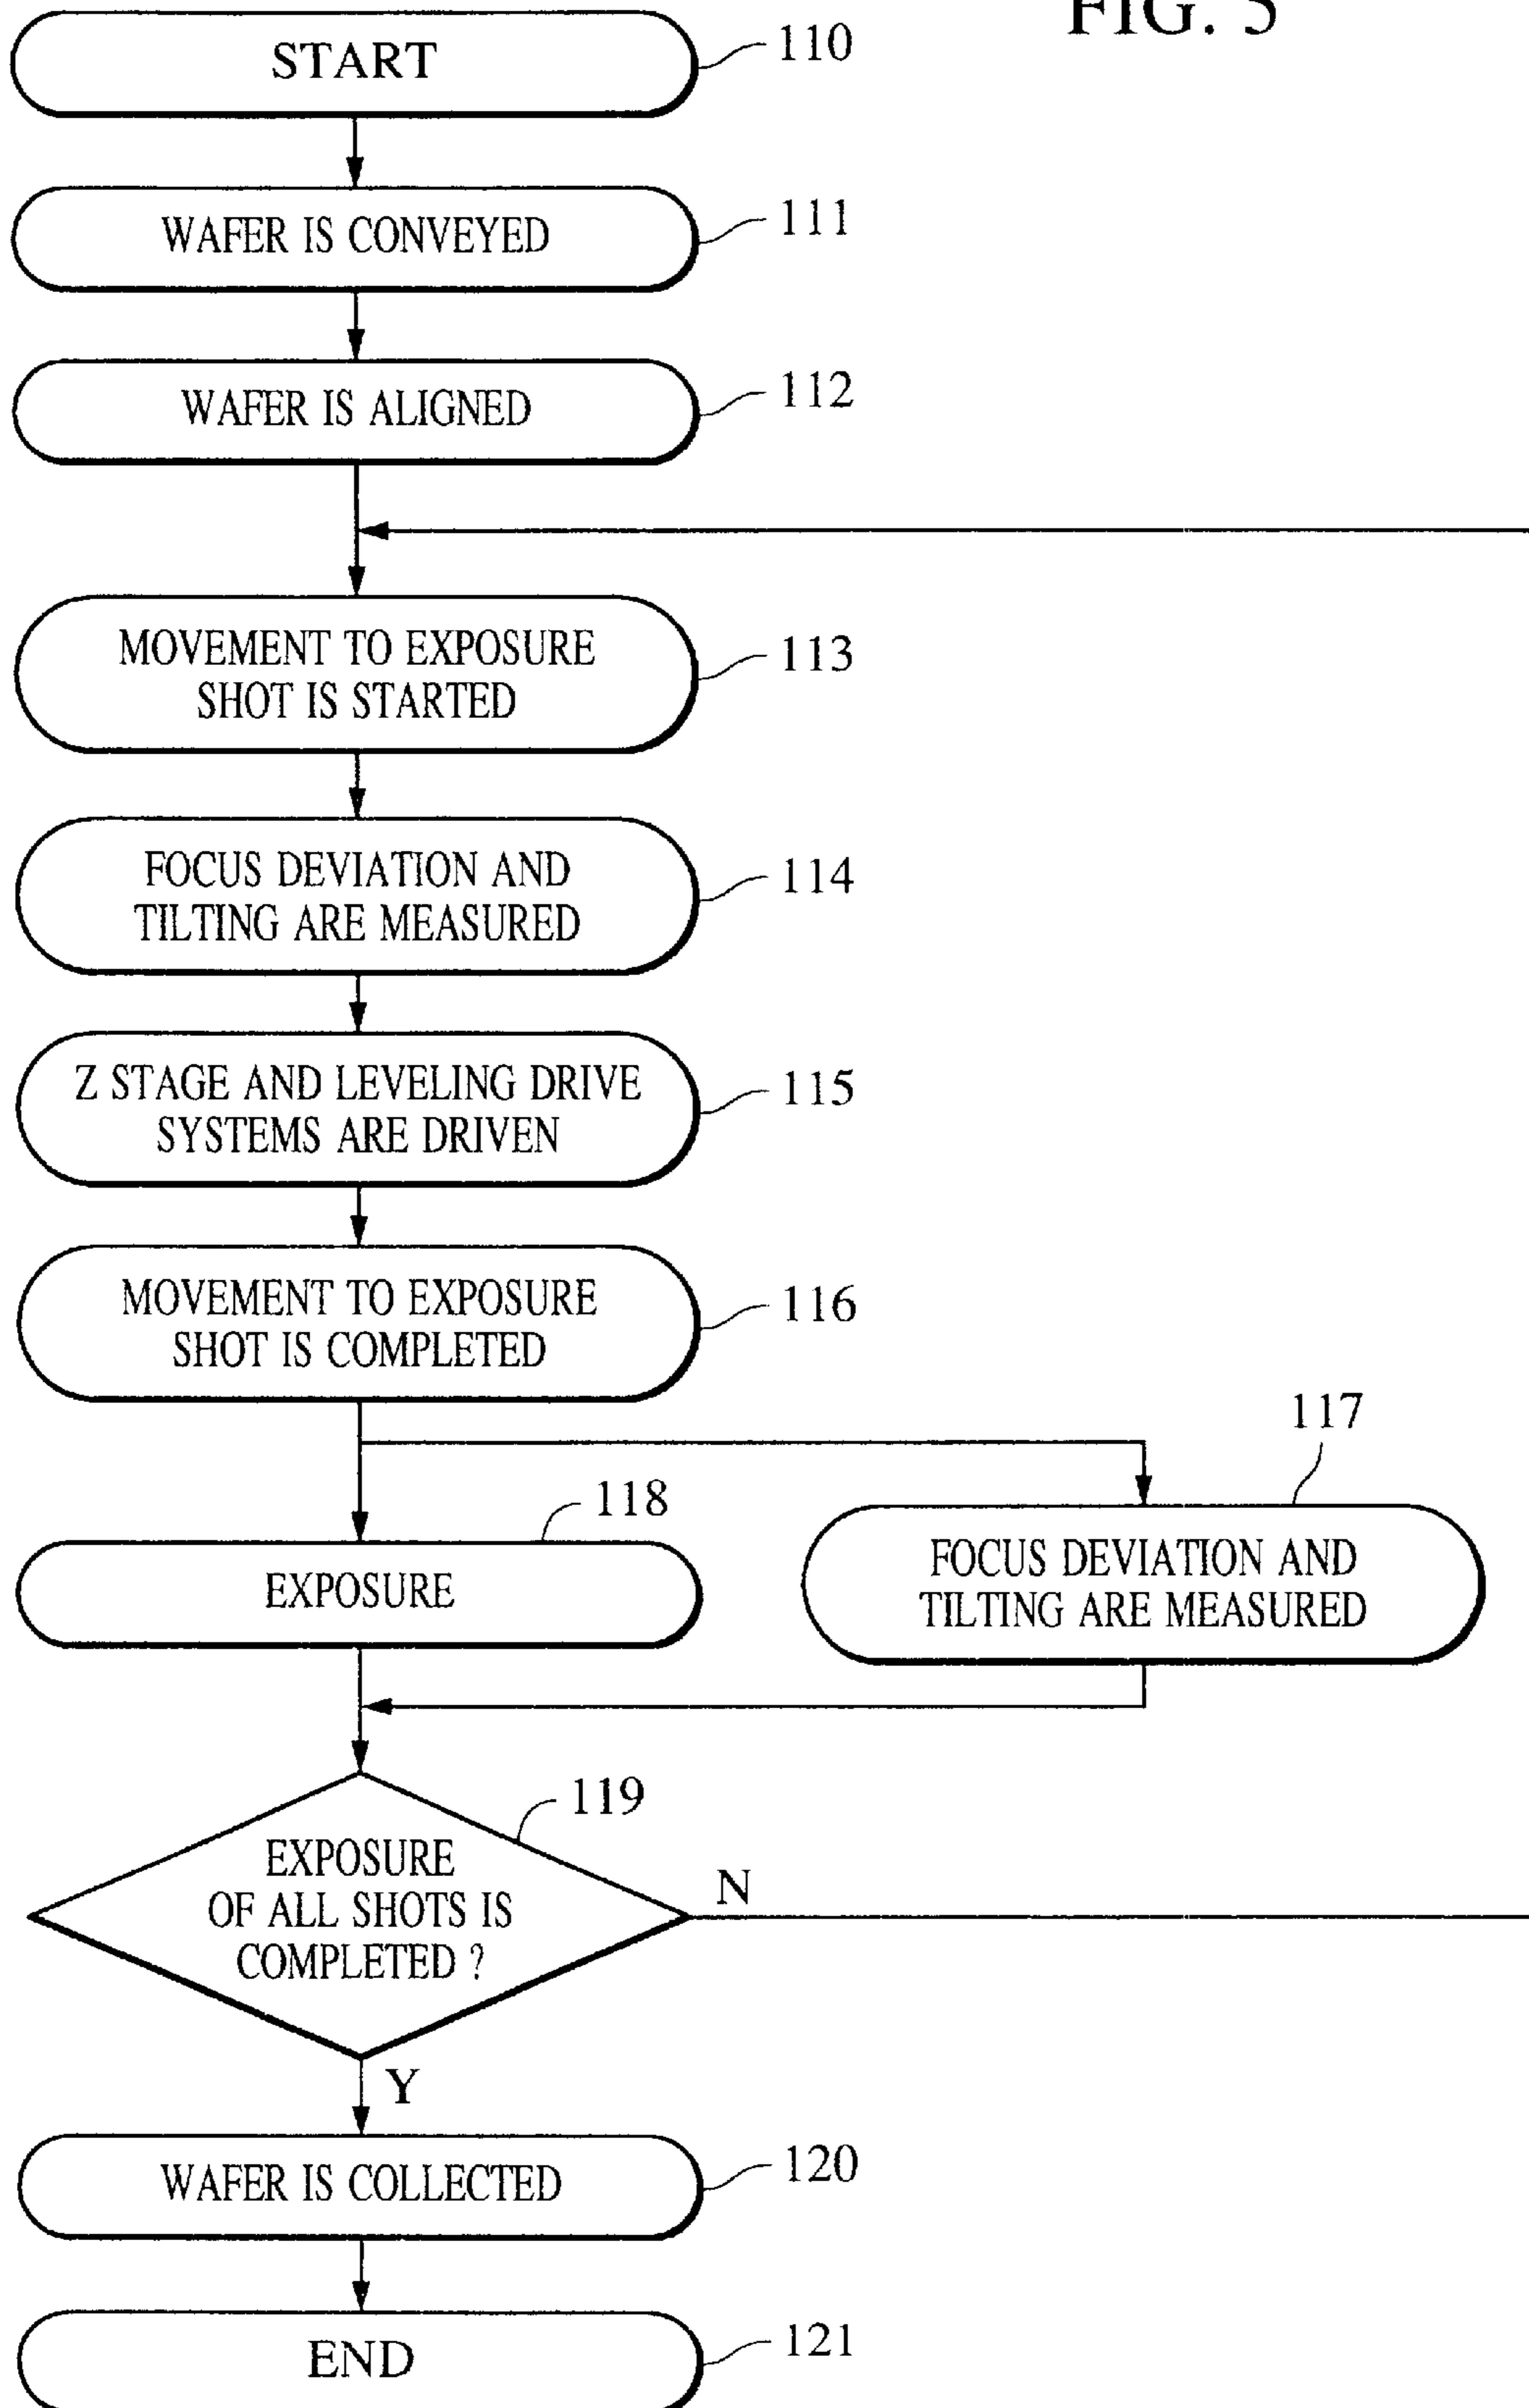 FIG. 5
START
110
WAFER IS CONVEYED
111
WAFER IS ALIGNED
112
MOVEMENT TO EXPOSURE
SHOT IS STARTED
113
FOCUS DEVIATION AND
TILTING ARE MEASURED
114
Z STAGE AND LEVELING DRIVE
SYSTEMS ARE DRIVEN
115
MOVEMENT TO EXPOSURE
SHOT IS COMPLETED
116
117
118
EXPOSURE
FOCUS DEVIATION AND
TILTING ARE MEASURED
119
EXPOSURE
OF ALL SHOTS IS
COMPLETED ?
N
Y
WAFER IS COLLECTED
120
END
121